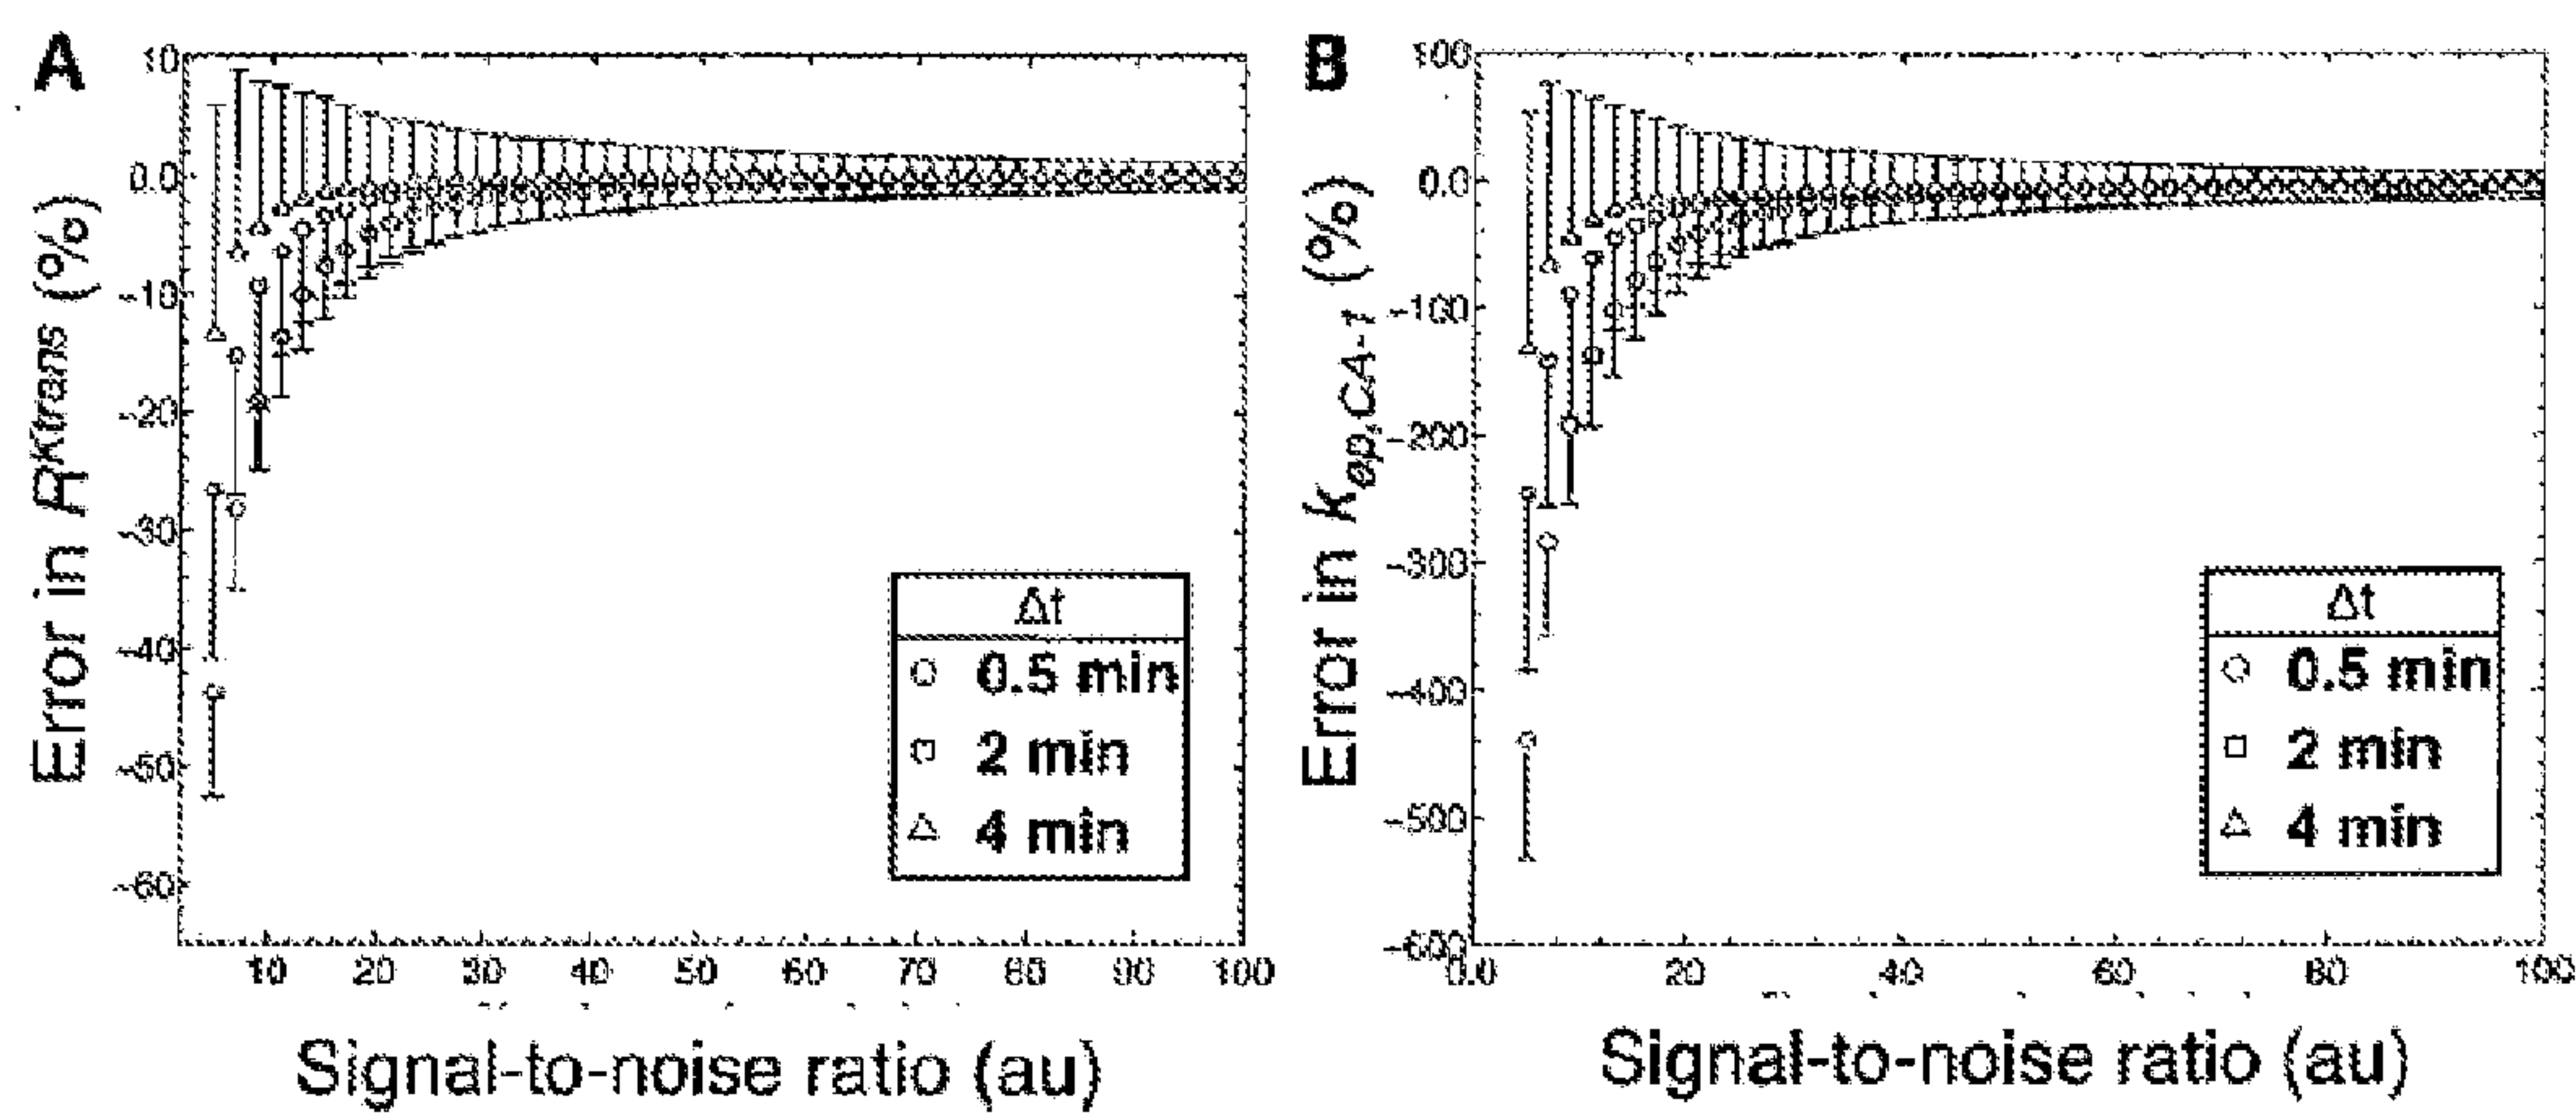 A
10
0.0
-10
-20
-30
-40
-50
-60
Error in R^Ktrans (%)
10 20 30 40 50 60 70 80 90 100
Signal-to-noise ratio (au)
Δt
0.5 min
2 min
4 min
B
100
0.0
-100
-200
-300
-400
-500
-600
Error in k_ep,CA-1 (%)
0.0 20 40 60 80 100
Signal-to-noise ratio (au)
Δt
0.5 min
2 min
4 min